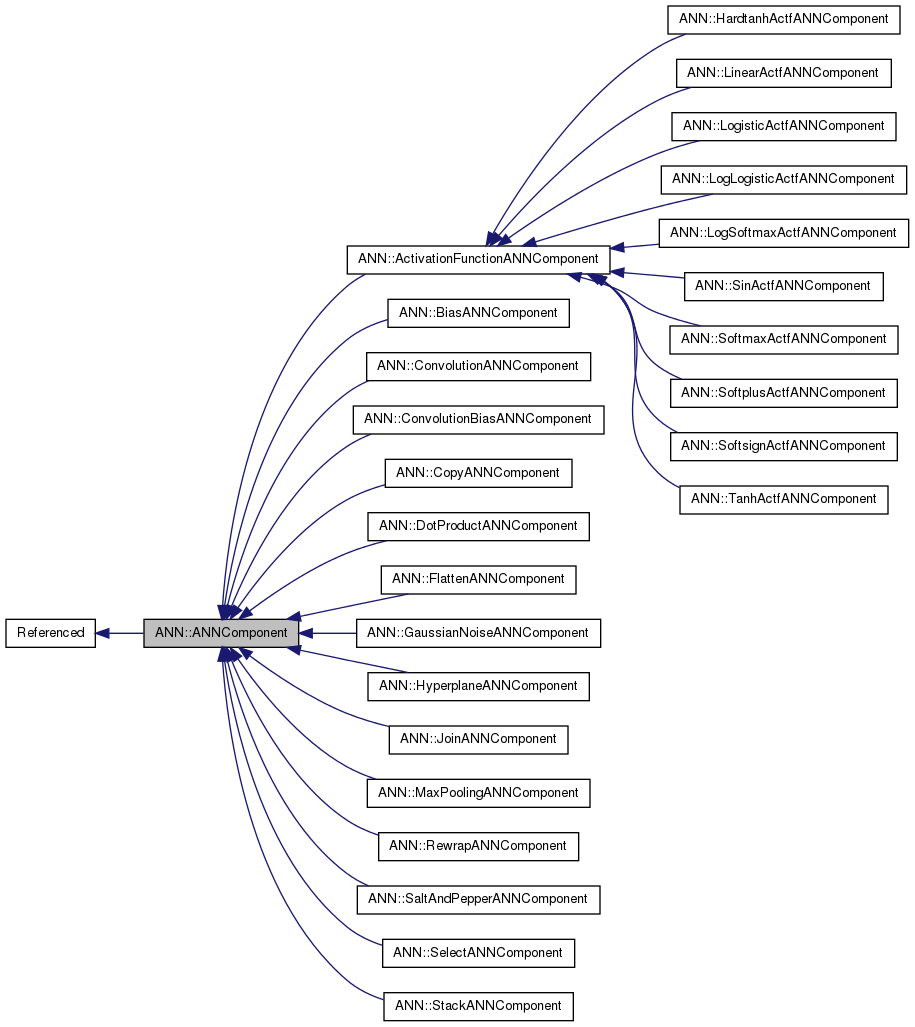 ANN::HardtanhActfANNComponent
ANN::LinearActfANNComponent
ANN::LogisticActfANNComponent
ANN::LogLogisticActfANNComponent
ANN::LogSoftmaxActfANNComponent
ANN::ActivationFunctionANNComponent
ANN::SinActfANNComponent
ANN::BiasANNComponent
ANN::SoftmaxActfANNComponent
ANN::ConvolutionANNComponent
ANN::SoftplusActfANNComponent
ANN::ConvolutionBiasANNComponent
ANN::SoftsignActfANNComponent
ANN::CopyANNComponent
ANN::TanhActfANNComponent
ANN::DotProductANNComponent
ANN::FlattenANNComponent
Referenced
ANN::ANNComponent
ANN::GaussianNoiseANNComponent
ANN::HyperplaneANNComponent
ANN::JoinANNComponent
ANN::MaxPoolingANNComponent
ANN::RewrapANNComponent
ANN::SaltAndPepperANNComponent
ANN::SelectANNComponent
ANN::StackANNComponent